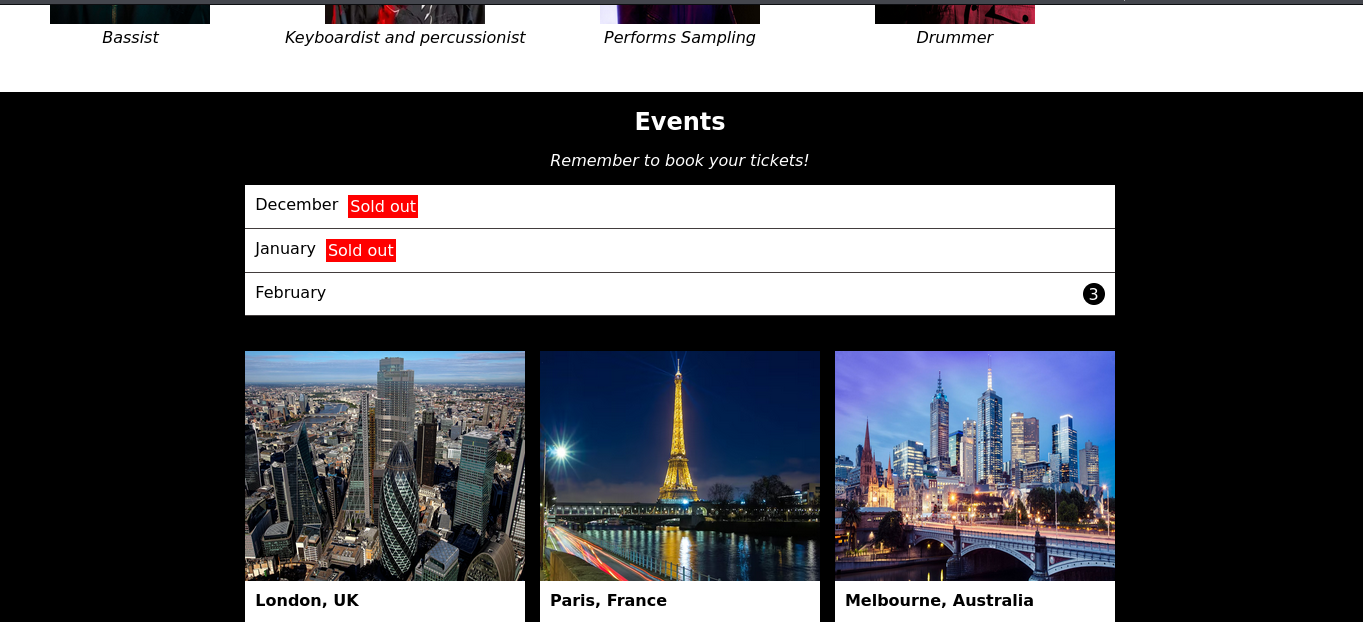 Bassist
Keyboardist and percussionist
Performs Sampling
Drummer
Events
Remember to book your tickets!
December Sold out
January Sold out
February 3
London, UK
Paris, France
Melbourne, Australia